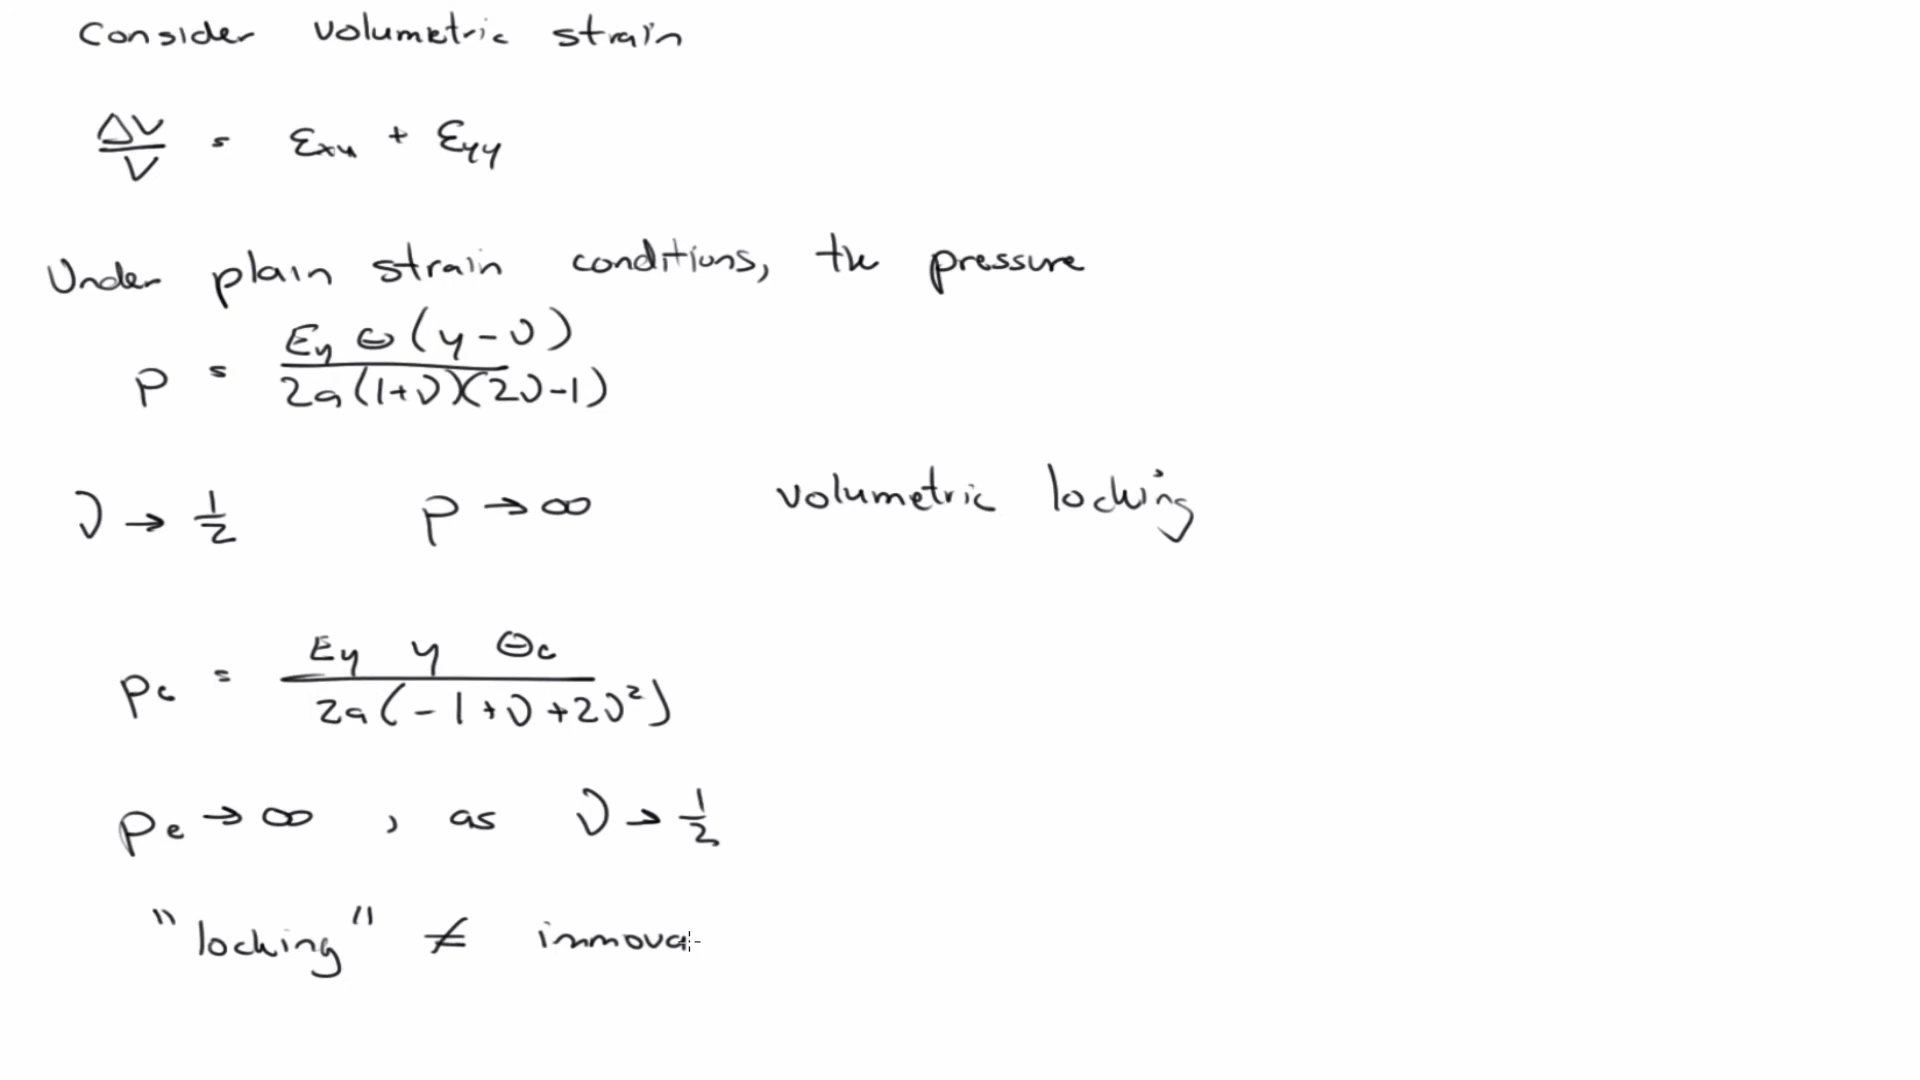 Consider volumetric strain
ΔV/V = εxx + εyy
Under plain strain conditions, the pressure
p = Ey θ (y - ν) / 2a (1+ν)(2ν-1)
ν → 1/2 p → ∞ volumetric locking
pc = Ey y θc / 2a (-1 + ν + 2ν²)
pe → ∞ , as ν → 1/2
"locking" ≠ immova